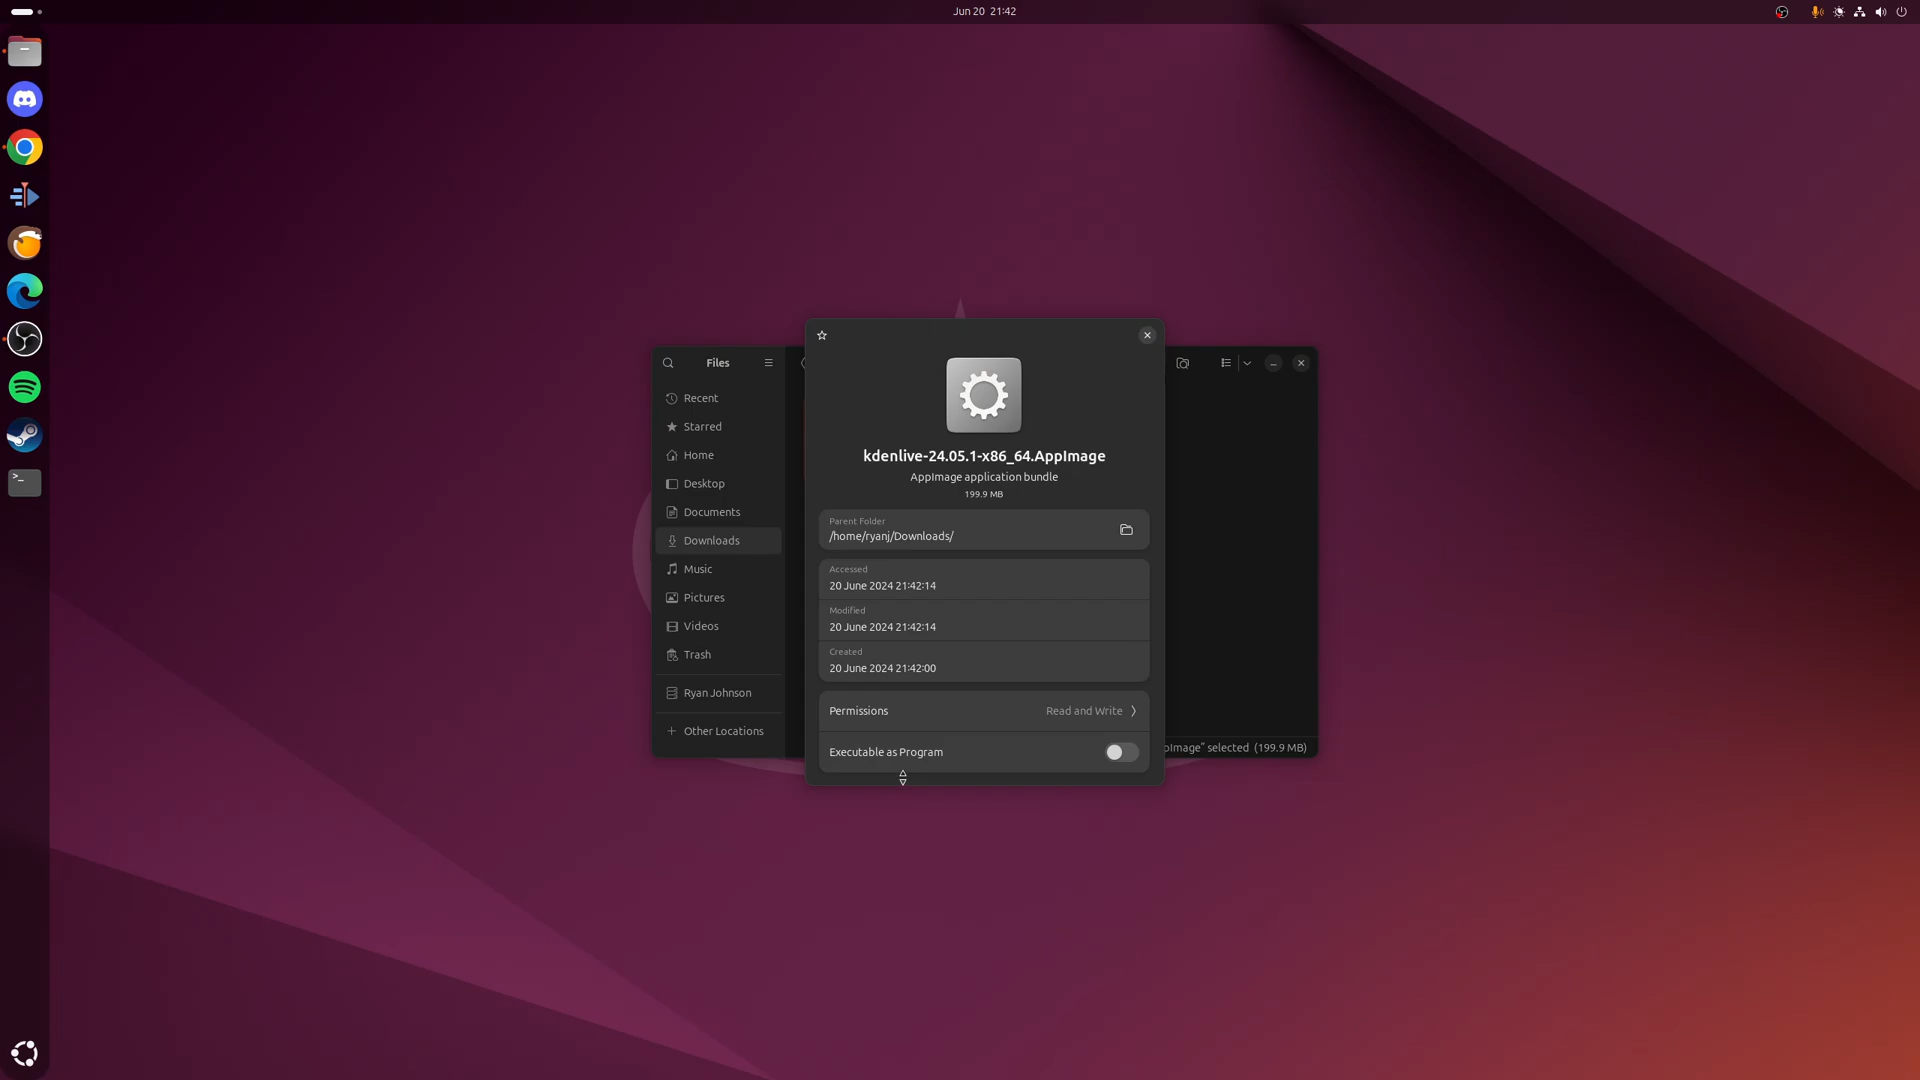 Jun 20 21:42
Files
Recent
Starred
Home
Desktop
Documents
Downloads
Music
Pictures
Videos
Trash
Ryan Johnson
+ Other Locations
kdenlive-24.05.1-x86_64.AppImage
AppImage application bundle
199.9 MB
Parent Folder
/home/ryanj/Downloads/
Accessed
20 June 2024 21:42:14
Modified
20 June 2024 21:42:14
Created
20 June 2024 21:42:00
Permissions Read and Write
Executable as Program
pImage” selected (199.9 MB)
>_